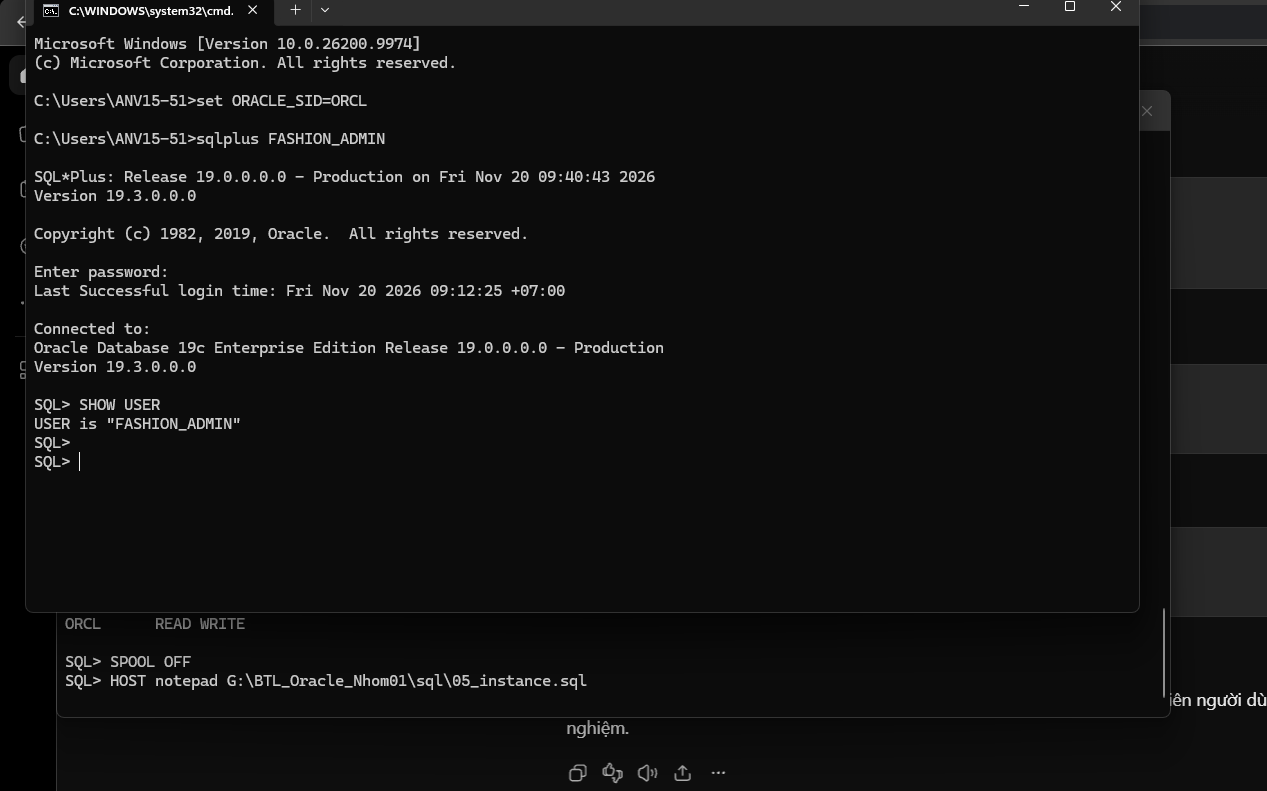 C:\WINDOWS\system32\cmd.
Microsoft Windows [Version 10.0.26200.9974]
(c) Microsoft Corporation. All rights reserved.
C:\Users\ANV15-51>set ORACLE_SID=ORCL
C:\Users\ANV15-51>sqlplus FASHION_ADMIN
SQL*Plus: Release 19.0.0.0.0 - Production on Fri Nov 20 09:40:43 2026
Version 19.3.0.0.0
Copyright (c) 1982, 2019, Oracle.  All rights reserved.
Enter password:
Last Successful login time: Fri Nov 20 2026 09:12:25 +07:00
Connected to:
Oracle Database 19c Enterprise Edition Release 19.0.0.0.0 - Production
Version 19.3.0.0.0
SQL> SHOW USER
USER is "FASHION_ADMIN"
SQL>
SQL>
ORCL      READ WRITE
SQL> SPOOL OFF
SQL> HOST notepad G:\BTL_Oracle_Nhom01\sql\05_instance.sql
người
nghiệm.